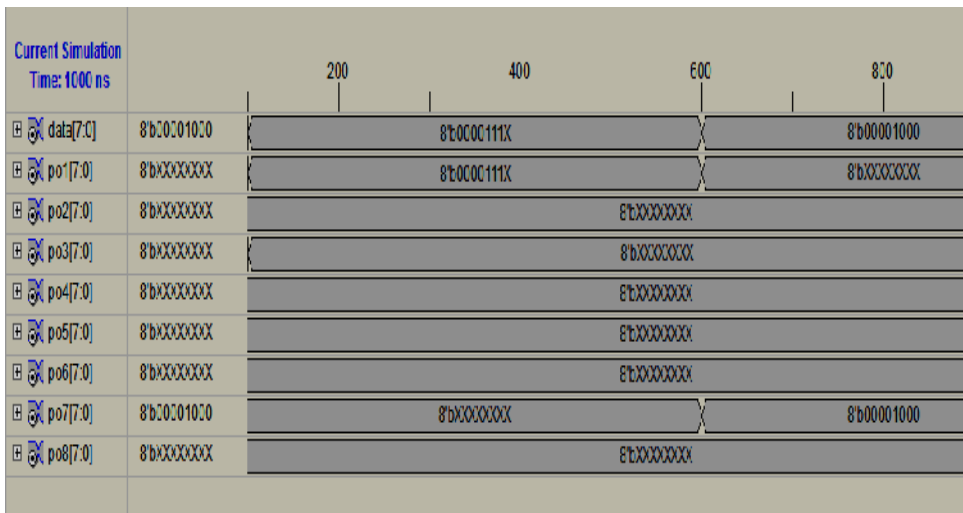 Current Simulation
Time: 1000 ns
200 400 600 800
data[7:0] 8'b00001000 8'b0000111X 8'b00001000
po1[7:0] 8'bXXXXXXXX 8'b0000111X 8'bXXXXXXXX
po2[7:0] 8'bXXXXXXXX 8'bXXXXXXXX
po3[7:0] 8'bXXXXXXXX 8'bXXXXXXXX
po4[7:0] 8'bXXXXXXXX 8'bXXXXXXXX
po5[7:0] 8'bXXXXXXXX 8'bXXXXXXXX
po6[7:0] 8'bXXXXXXXX 8'bXXXXXXXX
po7[7:0] 8'b00001000 8'bXXXXXXXX 8'b00001000
po8[7:0] 8'bXXXXXXXX 8'bXXXXXXXX